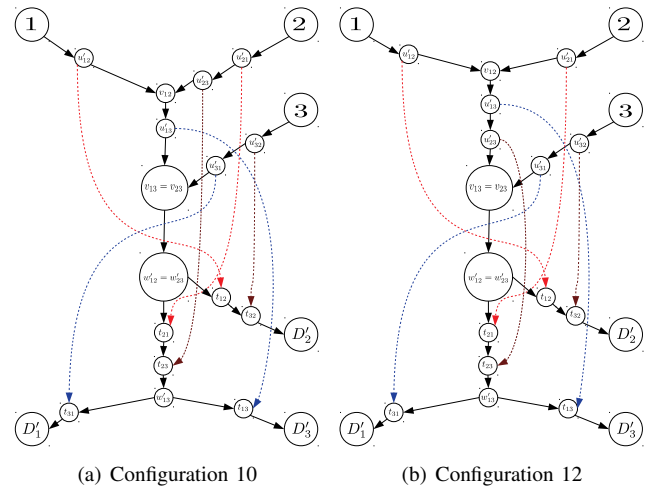 1 2 1 2
u′12 u′21 u′12 u′21
u′23
v12 v12
3 u′13 3
u′13
u′32 u′23 u′32
u′31 u′31
v13 = v23 v13 = v23
w′12 = w′23 w′12 = w′23
t12 t12
t32 t32
t21 D′2 t21 D′2
t23 t23
w′13 w′13
t31 t13 t31 t13
D′1 D′3 D′1 D′3
(a) Configuration 10 (b) Configuration 12